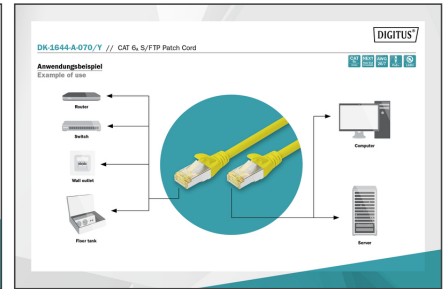 DIGITUS®
DK-1644-A-070/Y // CAT 6A S/FTP Patch Cord
Anwendungsbeispiel
Example of use
Router
Switch
Wall outlet
Floor tank
Computer
Server